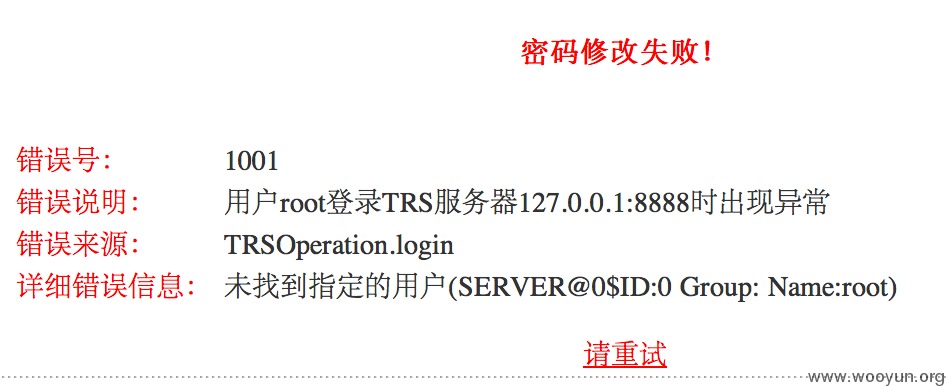 密码修改失败！
错误号： 1001
错误说明： 用户root登录TRS服务器127.0.0.1:8888时出现异常
错误来源： TRSOperation.login
详细错误信息： 未找到指定的用户(SERVER@0$ID:0 Group: Name:root)
请重试
www.wooyun.org